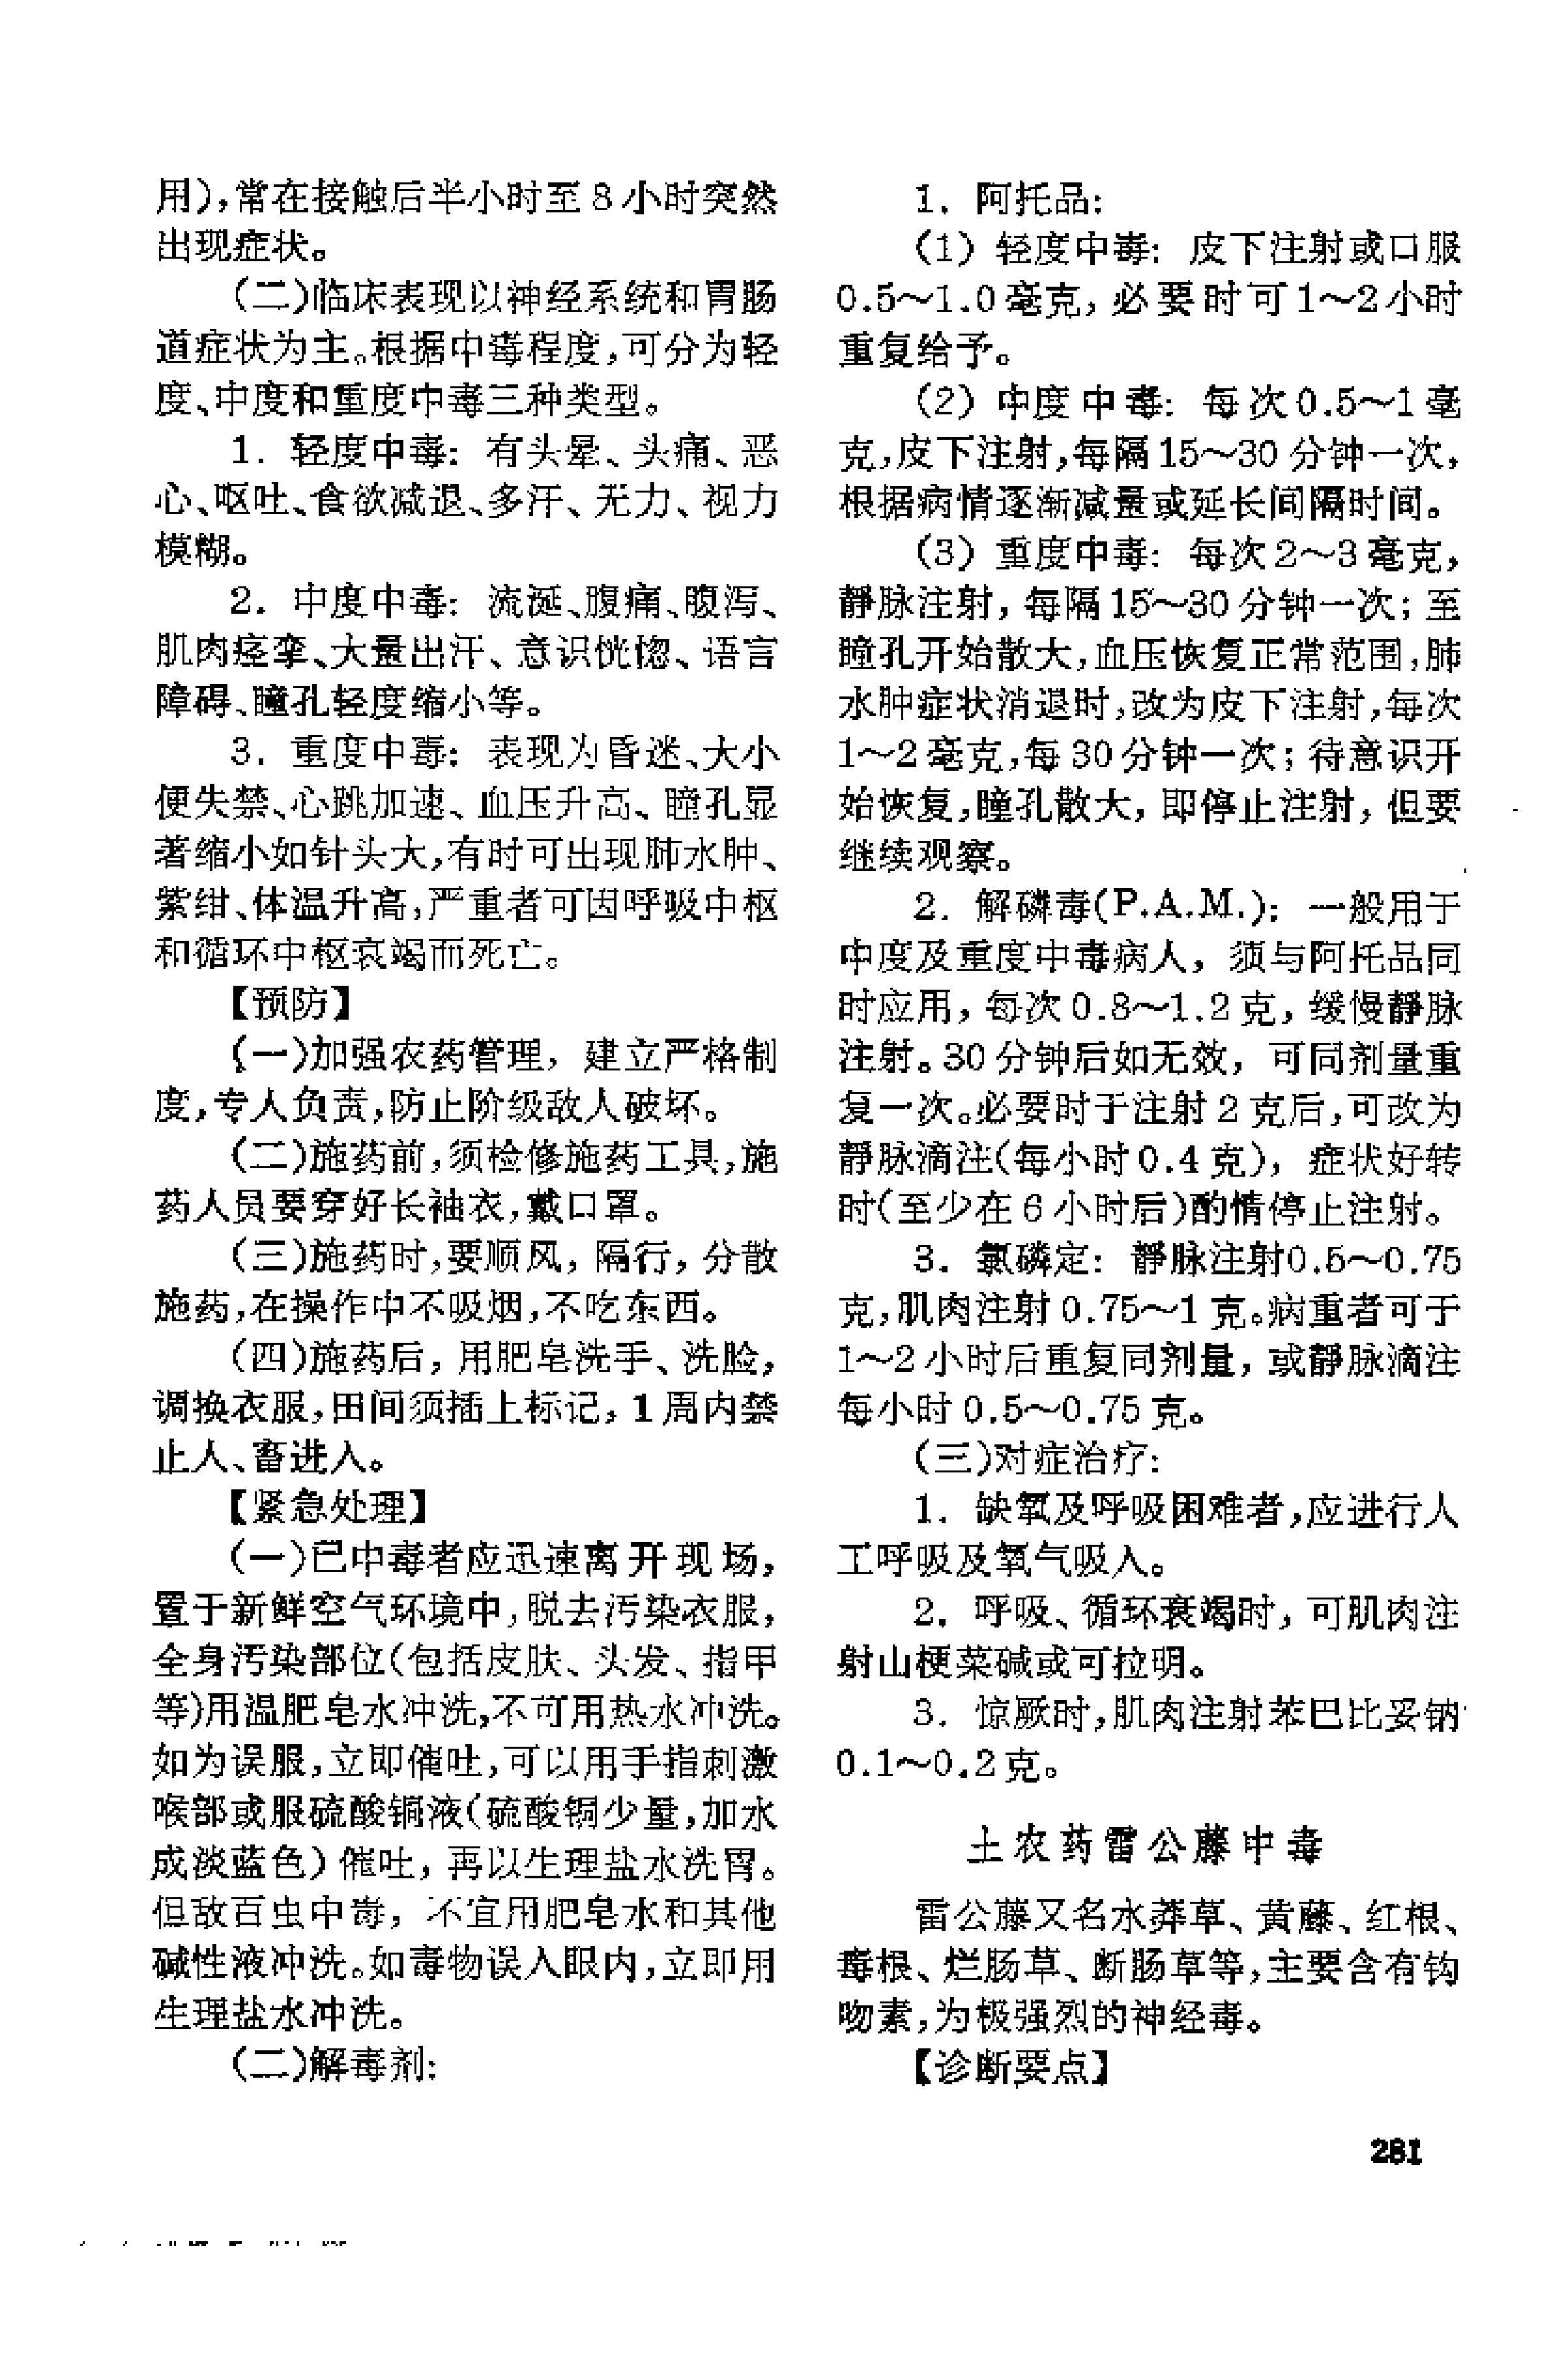 用),常在接触后半小时至8小时突然
出现症状。
(二)临床表现以神经系统和胃肠
道症状为主。根据中毒程度,可分为轻
度、中度和重度中毒三种类型。
1. 轻度中毒: 有头晕、头痛、恶
心、呕吐、食欲减退、多汗、无力、视力
模糊。
2. 中度中毒: 流涎、腹痛、腹泻、
肌肉痉挛、大量出汗、意识恍惚、语言
障碍、瞳孔轻度缩小等。
3. 重度中毒: 表现为昏迷、大小
便失禁、心跳加速、血压升高、瞳孔显
著缩小如针头大,有时可出现肺水肿、
紫绀、体温升高,严重者可因呼吸中枢
和循环中枢衰竭而死亡。
【预防】
(一)加强农药管理, 建立严格制
度,专人负责,防止阶级敌人破坏。
(二)施药前,须检修施药工具,施
药人员要穿好长袖衣,戴口罩。
(三)施药时,要顺风, 隔行, 分散
施药,在操作中不吸烟,不吃东西。
(四)施药后, 用肥皂洗手、洗脸,
调换衣服,田间须插上标记, 1周内禁
止人、畜进入。
【紧急处理】
(一)已中毒者应迅速离开现场,
置于新鲜空气环境中,脱去污染衣服,
全身污染部位(包括皮肤、头发、指甲
等)用温肥皂水冲洗,不可用热水冲洗。
如为误服,立即催吐,可以用手指刺激
喉部或服硫酸铜液(硫酸铜少量,加水
成淡蓝色)催吐, 再以生理盐水洗胃。
但敌百虫中毒, 不宜用肥皂水和其他
碱性液冲洗。如毒物误入眼内,立即用
生理盐水冲洗。
(二)解毒剂:
1. 阿托品:
(1) 轻度中毒: 皮下注射或口服
0.5～1.0毫克, 必要时可1～2小时
重复给予。
(2) 中度中毒: 每次0.5～1毫
克,皮下注射,每隔15～30分钟一次,
根据病情逐渐减量或延长间隔时间。
(3) 重度中毒: 每次2～3毫克,
静脉注射, 每隔15～30分钟一次; 至
瞳孔开始散大,血压恢复正常范围,肺
水肿症状消退时,改为皮下注射,每次
1～2毫克,每30分钟一次; 待意识开
始恢复,瞳孔散大, 即停止注射, 但要
继续观察。
2. 解磷毒(P.A.M.): 一般用于
中度及重度中毒病人, 须与阿托品同
时应用, 每次0.8～1.2克, 缓慢静脉
注射。30分钟后如无效, 可同剂量重
复一次。必要时于注射2克后,可改为
静脉滴注(每小时0.4克), 症状好转
时(至少在6小时后)酌情停止注射。
3. 氯磷定: 静脉注射0.5～0.75
克,肌肉注射0.75～1克。病重者可于
1～2小时后重复同剂量, 或静脉滴注
每小时0.5～0.75克。
(三)对症治疗:
1. 缺氧及呼吸困难者,应进行人
工呼吸及氧气吸入。
2. 呼吸、循环衰竭时, 可肌肉注
射山梗菜碱或可拉明。
3. 惊厥时,肌肉注射苯巴比妥钠
0.1～0.2克。
土农药雷公藤中毒
雷公藤又名水莽草、黄藤、红根、
毒根、烂肠草、断肠草等,主要含有钩
吻素,为极强烈的神经毒。
【诊断要点】
281